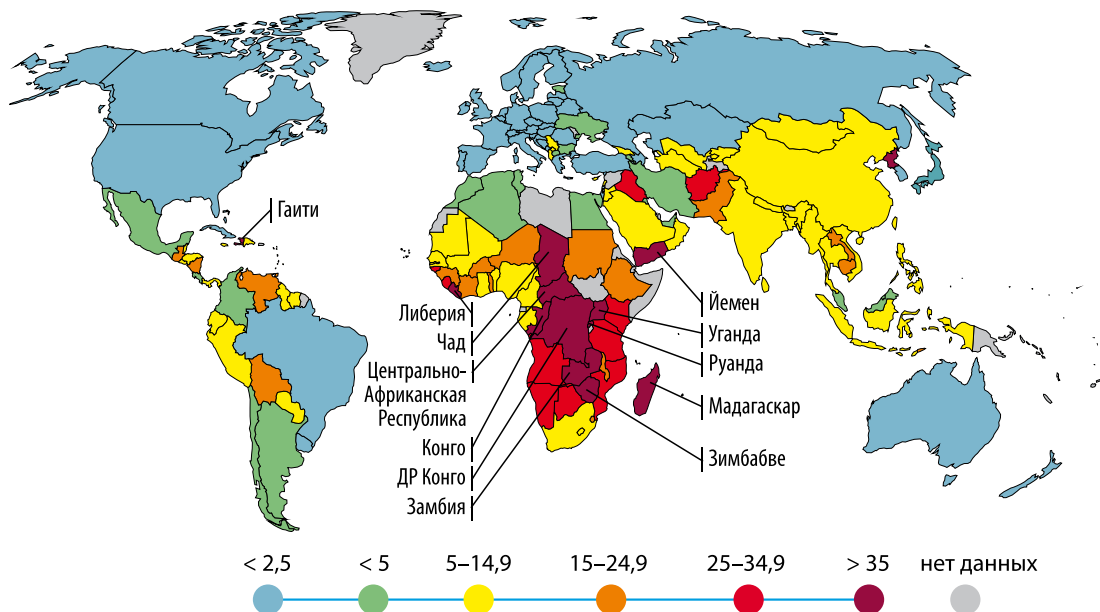 Гаити
Либерия
Чад
Центрально-
Африканская
Республика
Конго
ДР Конго
Замбия
Йемен
Уганда
Руанда
Мадагаскар
Зимбабве
< 2,5
< 5
5–14,9
15–24,9
25–34,9
> 35
нет данных